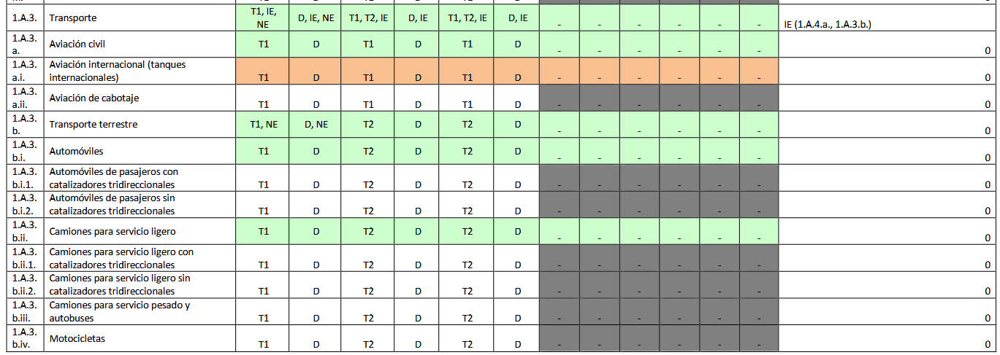 1.A.3. Transporte T1, IE, NE D, IE, NE T1, T2, IE D, IE T1, T2, IE D, IE - - - - - - IE (1.A.4.a., 1.A.3.b.)
1.A.3.a. Aviación civil T1 D T1 D T1 D - - - - - - 0
1.A.3.a.i. Aviación internacional (tanques internacionales) T1 D T1 D T1 D - - - - - - 0
1.A.3.a.ii. Aviación de cabotaje T1 D T1 D T1 D - - - - - - 0
1.A.3.b. Transporte terrestre T1, NE D, NE T2 D T2 D - - - - - - 0
1.A.3.b.i. Automóviles T1 D T2 D T2 D - - - - - - 0
1.A.3.b.i.1. Automóviles de pasajeros con catalizadores tridireccionales T1 D T2 D T2 D - - - - - - 0
1.A.3.b.i.2. Automóviles de pasajeros sin catalizadores tridireccionales T1 D T2 D T2 D - - - - - - 0
1.A.3.b.ii. Camiones para servicio ligero T1 D T2 D T2 D - - - - - - 0
1.A.3.b.ii.1. Camiones para servicio ligero con catalizadores tridireccionales T1 D T2 D T2 D - - - - - - 0
1.A.3.b.ii.2. Camiones para servicio ligero sin catalizadores tridireccionales T1 D T2 D T2 D - - - - - - 0
1.A.3.b.iii. Camiones para servicio pesado y autobuses T1 D T2 D T2 D - - - - - - 0
1.A.3.b.iv. Motocicletas T1 D T2 D T2 D - - - - - - 0